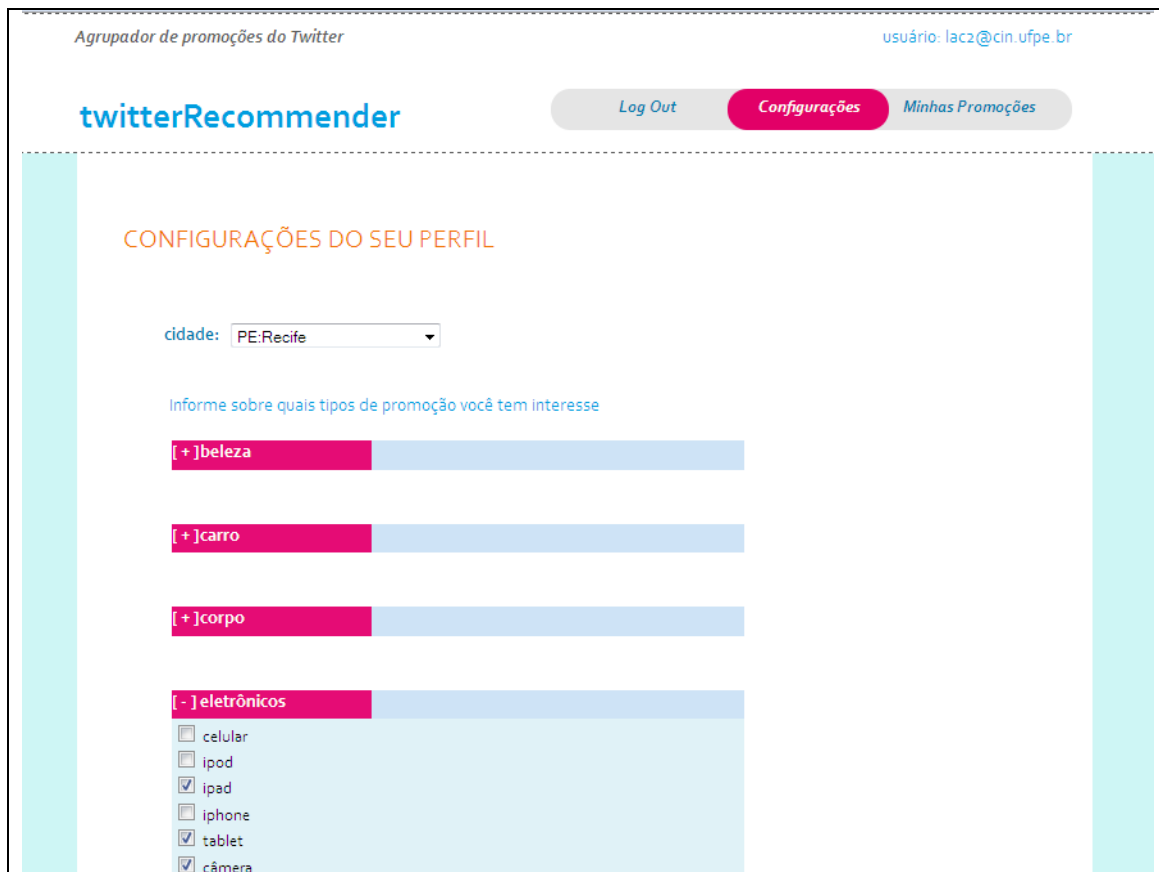 Agrupador de promoções do Twitter
usuário: lac2@cin.ufpe.br
twitterRecommender
Log Out
Configurações
Minhas Promoções
CONFIGURAÇÕES DO SEU PERFIL
cidade: PE:Recife
Informe sobre quais tipos de promoção você tem interesse
[ + ]beleza
[ + ]carro
[ + ]corpo
[ - ] eletrônicos
celular
ipod
ipad
iphone
tablet
câmera